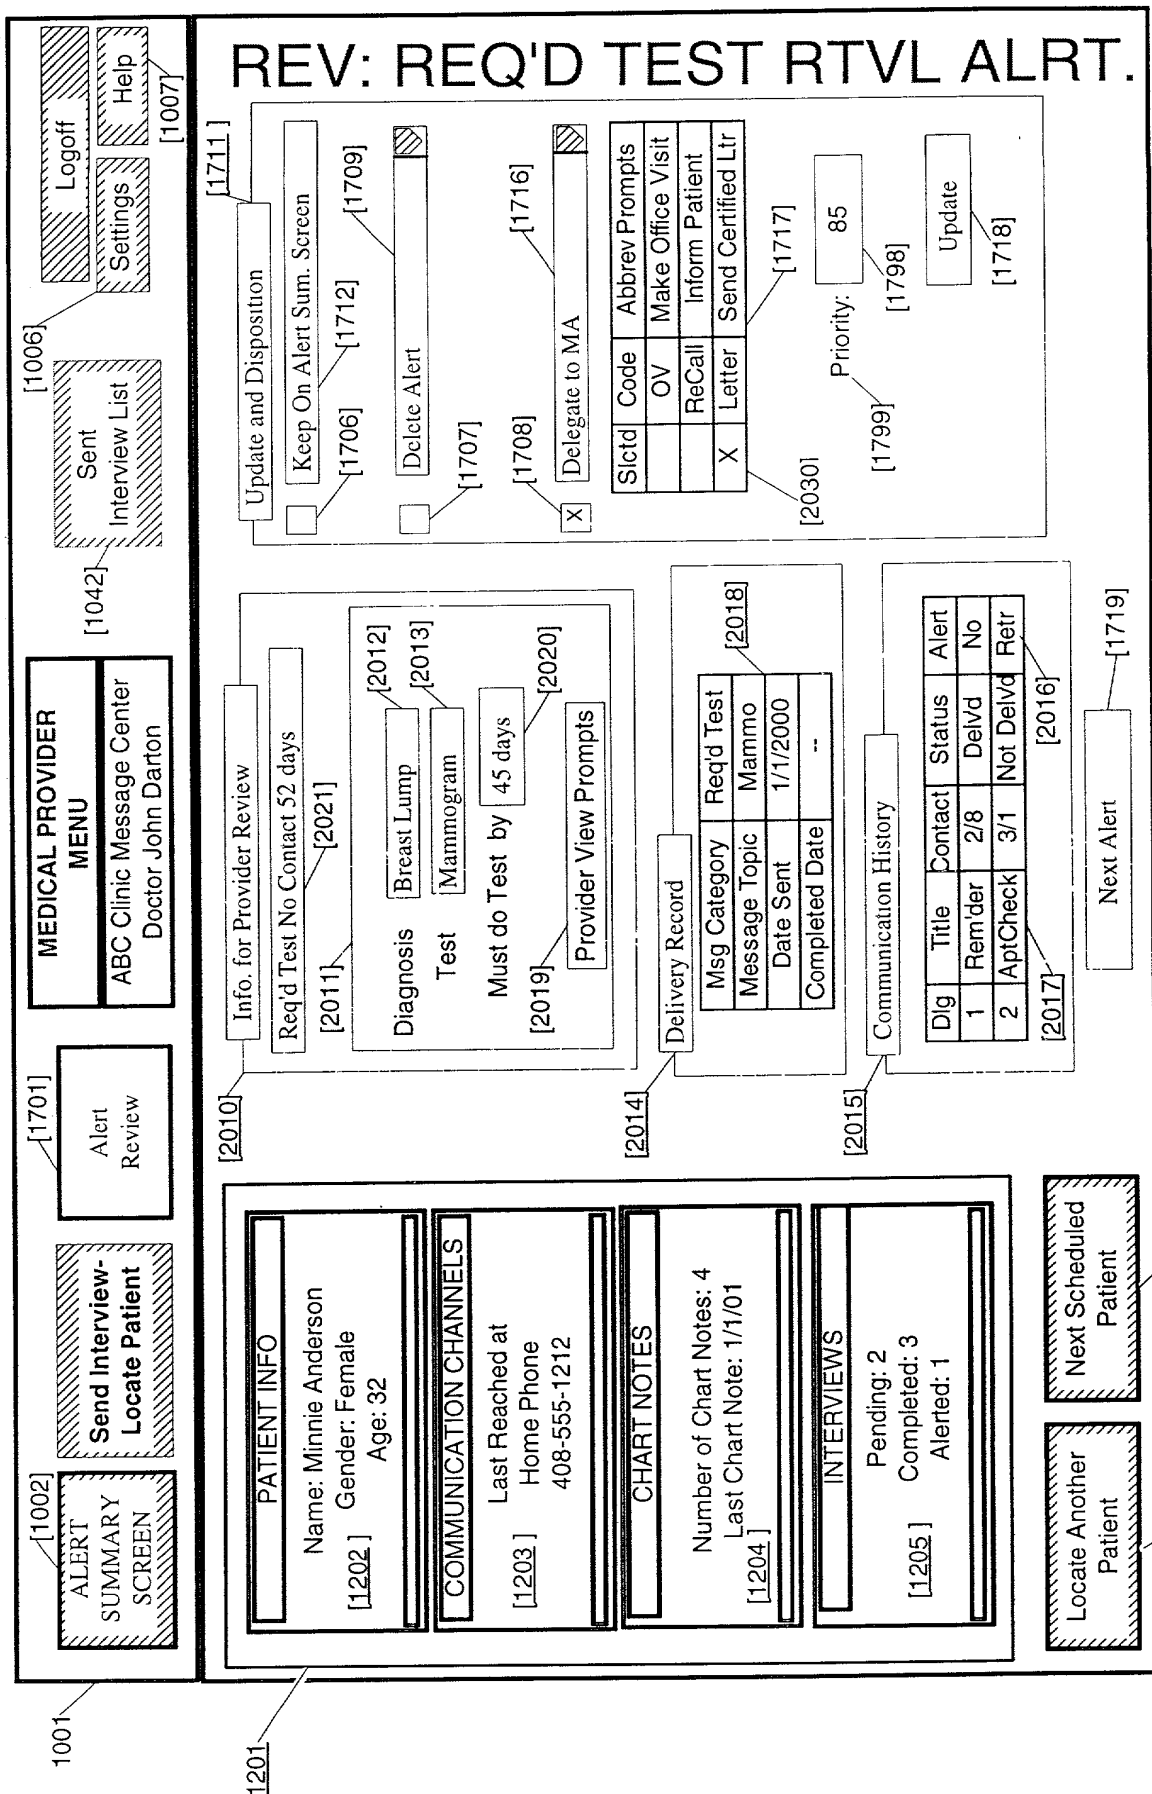 1001
[1002]
ALERT
SUMMARY
SCREEN
Send Interview-
Locate Patient
[1701]
Alert
Review
MEDICAL PROVIDER
MENU
ABC Clinic Message Center
Doctor John Darton
[1042]
Sent
Interview List
[1006]
Logoff
Settings
Help
[1007]
REV: REQ'D TEST RTVL ALRT.
1201
PATIENT INFO
Name: Minnie Anderson
Gender: Female
Age: 32
[1202 ]
COMMUNICATION CHANNELS
Last Reached at
Home Phone
408-555-1212
[1203 ]
CHART NOTES
Number of Chart Notes: 4
Last Chart Note: 1/1/01
[1204 ]
INTERVIEWS
Pending: 2
Completed: 3
Alerted: 1
[1205 ]
Locate Another
Patient
Next Scheduled
Patient
[2010]
Info. for Provider Review
Req'd Test No Contact 52 days
[2021]
[2011]
Diagnosis
Breast Lump
[2012]
Test
Mammogram
[2013]
Must do Test by
45 days
[2020]
[2019]
Provider View Prompts
[2014]
Delivery Record
Msg Category Req'd Test
Message Topic Mammo
Date Sent 1/1/2000
Completed Date --
[2018]
[2015]
Communication History
Dlg Title Contact Status Alert
1 Rem'der 2/8 Delvd No
2 AptCheck 3/1 Not Delvd Retr
[2017]
[2016]
Next Alert
[1719]
[1711 ]
Update and Disposition
Keep On Alert Sum. Screen
[1706]
[1712]
[1709]
Delete Alert
[1707]
[1708]
[1716]
X
Delegate to MA
Slctd Code Abbrev Prompts
OV Make Office Visit
ReCall Inform Patient
X Letter Send Certified Ltr
[2030]
[1717]
Priority:
85
[1799]
[1798]
Update
[1718]